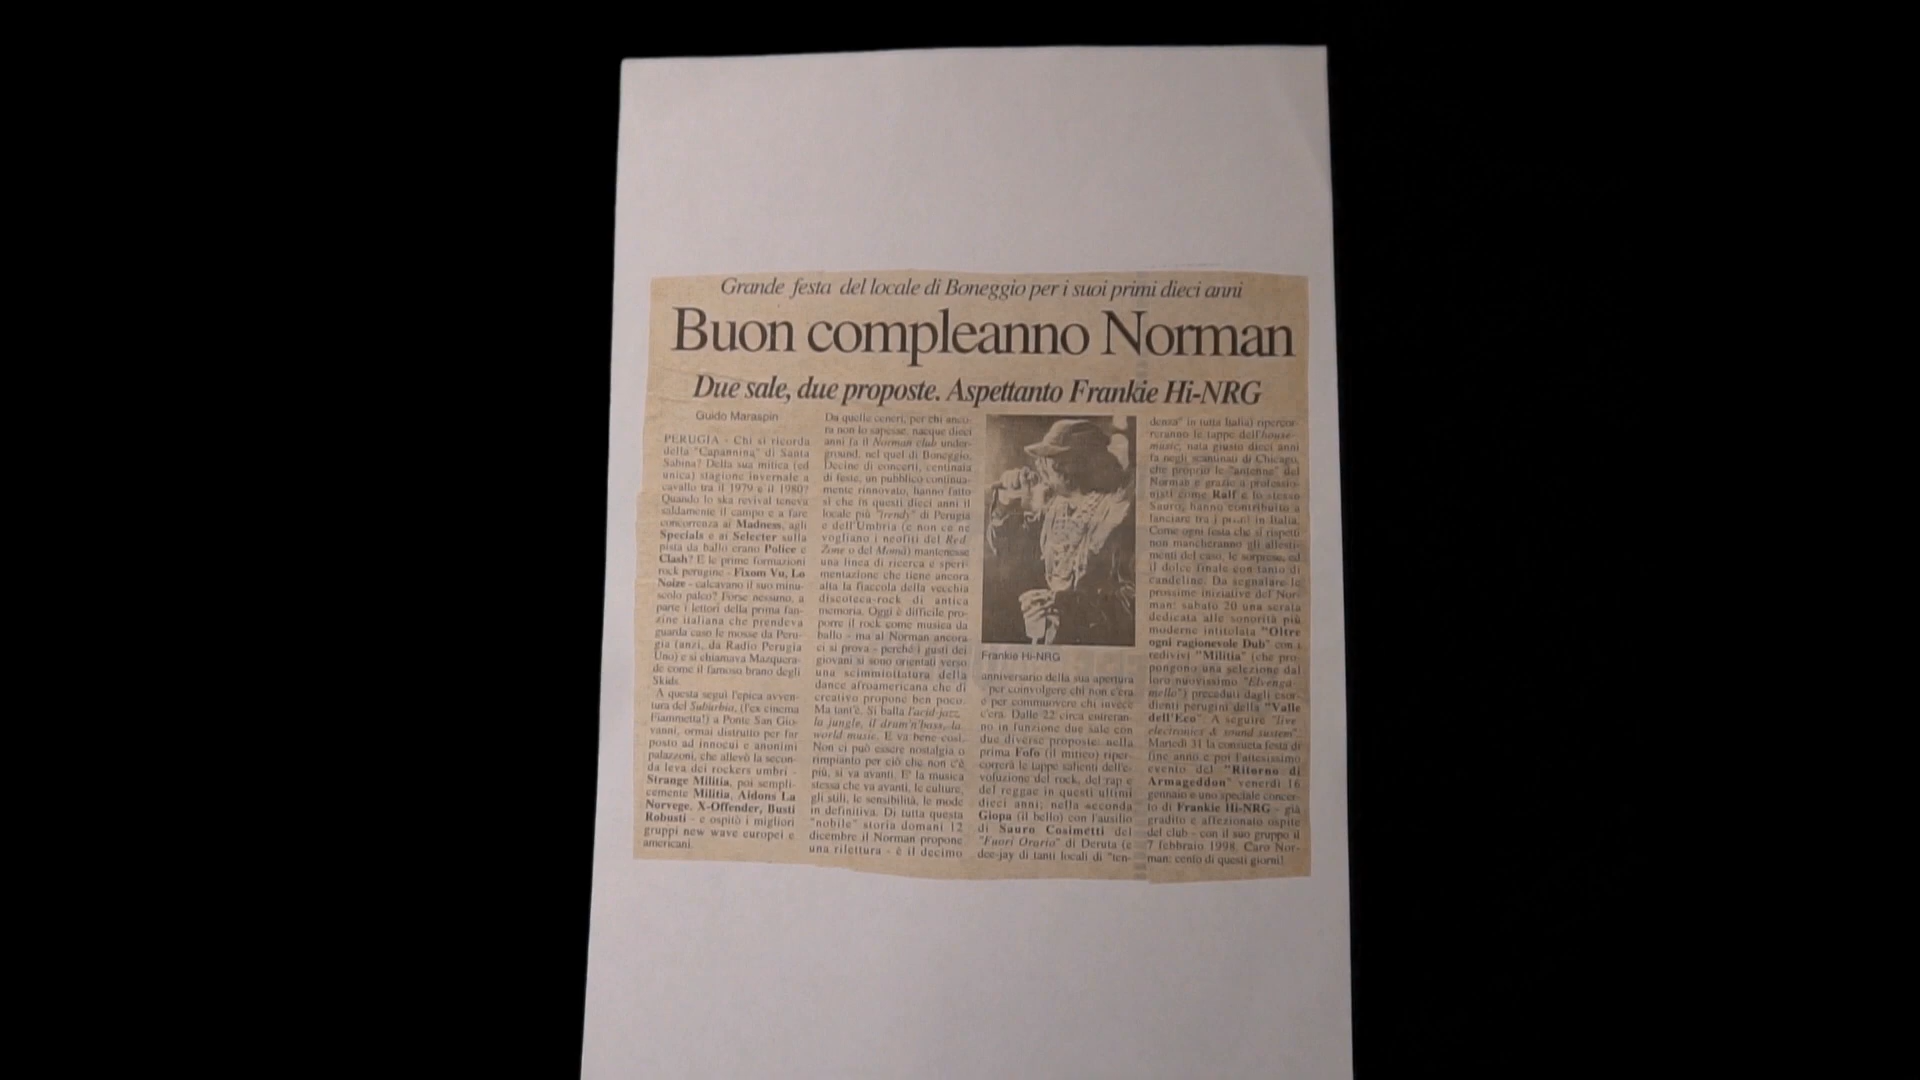 Grande festa del locale di Boneggio per i suoi primi dieci anni
Buon compleanno Norman
Due sale, due proposte. Aspettanto Frankie Hi-NRG
Guido Maraspin
PERUGIA - Chi si ricorda
della "Capannina" di Santa
Sabina? Della sua mitica (ed
unica) stagione invernale a
cavallo tra il 1979 e il 1980?
Quando lo ska revival teneva
saldamente il campo e a fare
concorrenza ai Madness, agli
Specials e ai Selecter sulla
pista da ballo erano Police e
Clash? E le prime formazioni
rock perugine - Fixom Vu, Lo
Noize - calcavano il suo minu-
scolo palco? Forse nessuno, a
parte i lettori della prima fan-
zine italiana che prendeva
guarda caso le mosse da Peru-
gia (anzi, da Radio Perugia
Uno) e si chiamava Mazquera-
de come il famoso brano degli
Skids.
A questa seguì l'epica avven-
tura del Suburbia, (l'ex cinema
Fiammetta!) a Ponte San Gio-
vanni, ormai distrutto per far
posto ad innocui e anonimi
palazzoni, che allevò la secon-
da leva dei rockers umbri -
Strange Militia, poi sempli-
cemente Militia, Aidons La
Norvege, X-Offender, Busti
Robusti - e ospitò i migliori
gruppi new wave europei e
americani.
Da quelle ceneri, per chi anco-
ra non lo sapesse, nacque dieci
anni fa il Norman club under-
ground, nel quel di Boneggio.
Decine di concerti, centinaia
di feste, un pubblico continua-
mente rinnovato, hanno fatto
sì che in questi dieci anni il
locale più "trendy" di Perugia
e dell'Umbria (e non ce ne
vogliano i neofiti del Red
Zone o del Momà) mantenesse
una linea di ricerca e speri-
mentazione che tiene ancora
alta la fiaccola della vecchia
discoteca-rock di antica
memoria. Oggi è difficile pro-
porre il rock come musica da
ballo - ma al Norman ancora
ci si prova - perché i gusti dei
giovani si sono orientati verso
una scimmiottatura della
dance afroamericana che di
creativo propone ben poco.
Ma tant'è. Si balla l'acid-jazz,
la jungle, il drum'n'bass, la
world music. E va bene così.
Non ci può essere nostalgia o
rimpianto per ciò che non c'è
più, si va avanti. E' la musica
stessa che va avanti, le culture,
gli stili, le sensibilità, le mode
in definitiva. Di tutta questa
"nobile" storia domani 12
dicembre il Norman propone
una rilettura - è il decimo
Frankie Hi-NRG
anniversario della sua apertura
- per coinvolgere chi non c'era
e per commuovere chi invece
c'era. Dalle 22 circa entreran-
no in funzione due sale con
due diverse proposte: nella
prima Fofo (il mitico) riper-
correrà le tappe salienti dell'e-
voluzione del rock, del rap e
del reggae in questi ultimi
dieci anni; nella seconda
Giopa (il bello) con l'ausilio
di Sauro Cosimetti del
"Fuori Orario" di Deruta (e
dee-jay di tanti locali di "ten-
denza" in tutta Italia) ripercor-
reranno le tappe dell'house-
music, nata giusto dieci anni
fa negli scantinati di Chicago,
che proprio le "antenne" del
Norman e grazie a professio-
nisti come Ralf e lo stesso
Sauro, hanno contribuito a
lanciare tra i primi in Italia.
Come ogni festa che si rispetti
non mancheranno gli allesti-
menti del caso, le sorprese, ed
il dolce finale con tanto di
candeline. Da segnalare le
prossime iniziative del Nor-
man: sabato 20 una serata
dedicata alle sonorità più
moderne intitolata "Oltre
ogni ragionevole Dub" con i
redivivi "Militia" (che pro-
pongono una selezione dal
loro nuovissimo
preceduti dagli esor-
dienti perugini della "Valle
dell'Eco". A seguire "live
electronics & sound system".
Martedì 31 la consueta festa di
fine anno e poi l'attesissimo
evento del "Ritorno di
Armageddon" venerdì 16
gennaio e uno speciale concer-
to di Frankie Hi-NRG - già
gradito e affezionato ospite
del club - con il suo gruppo il
7 febbraio 1998. Caro Nor-
man: cento di questi giorni!